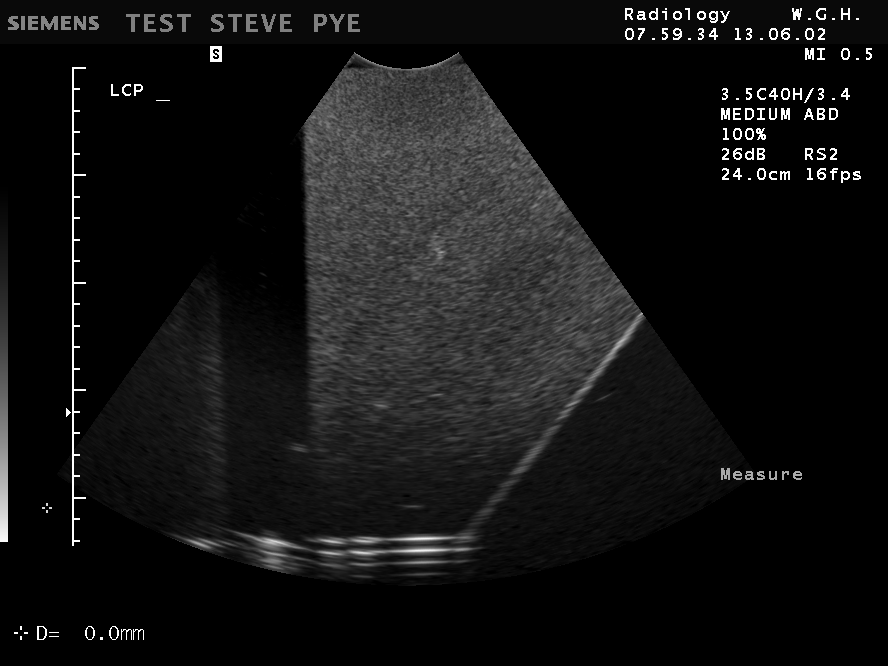 SIEMENS TEST STEVE PYE
Radiology W.G.H.
07.59.34 13.06.02
S
MI 0.5
LCP _
3.5C40H/3.4
MEDIUM ABD
100%
26dB RS2
24.0cm 16fps
Measure
D= 0.0mm